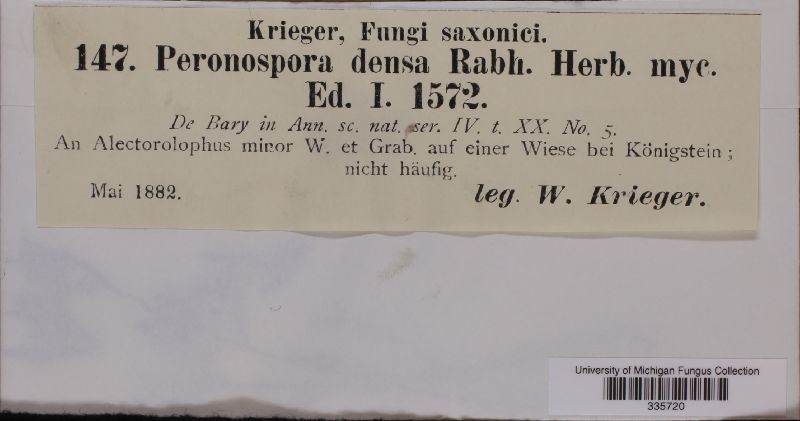 Krieger, Fungi saxonici.
147. Peronospora densa Rabh. Herb. myc.
Ed. I. 1572.
De Bary in Ann. sc. nat. ser. IV. t. XX. No. 5.
An Alectorolophus minor W. et Grab. auf einer Wiese bei Königstein;
nicht häufig.
Mai 1882. leg. W. Krieger.
University of Michigan Fungus Collection
335720